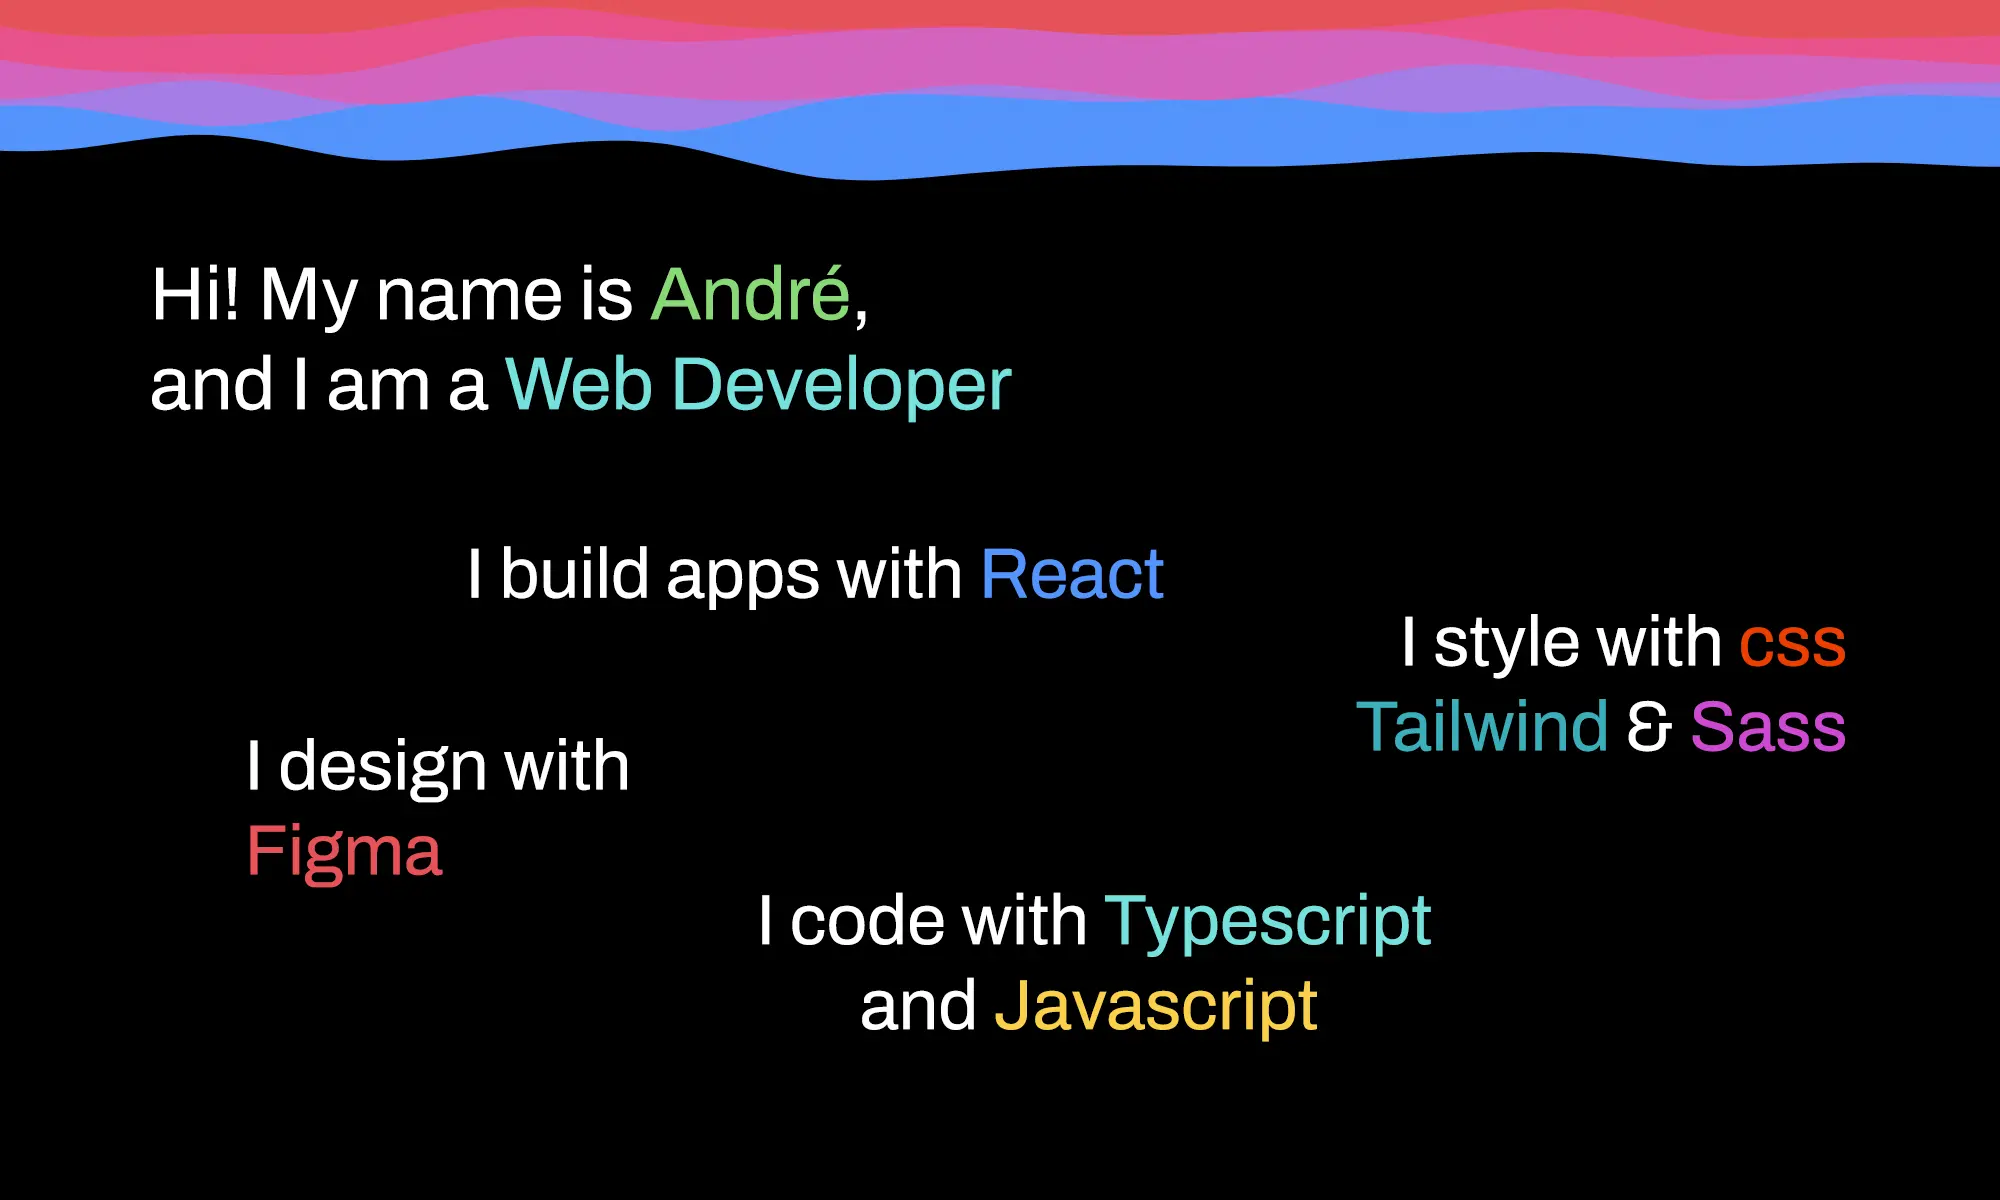 Hi! My name is André,
and I am a Web Developer
I build apps with React
I style with css
Tailwind & Sass
I design with
Figma
I code with Typescript
and Javascript